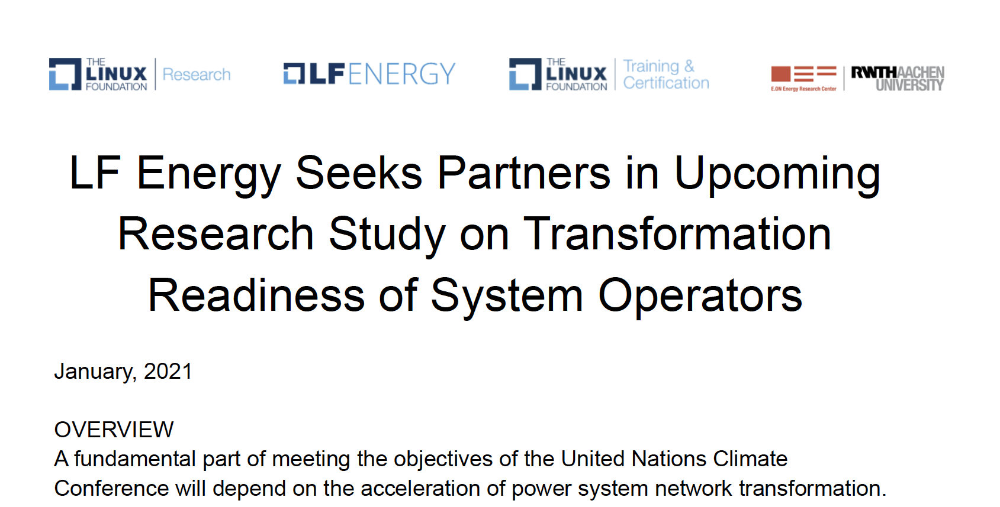 THE LINUX FOUNDATION | Research
LFENERGY
THE LINUX FOUNDATION | Training & Certification
E.ON Energy Research Center | RWTHAACHEN UNIVERSITY
LF Energy Seeks Partners in Upcoming
Research Study on Transformation
Readiness of System Operators
January, 2021
OVERVIEW
A fundamental part of meeting the objectives of the United Nations Climate
Conference will depend on the acceleration of power system network transformation.